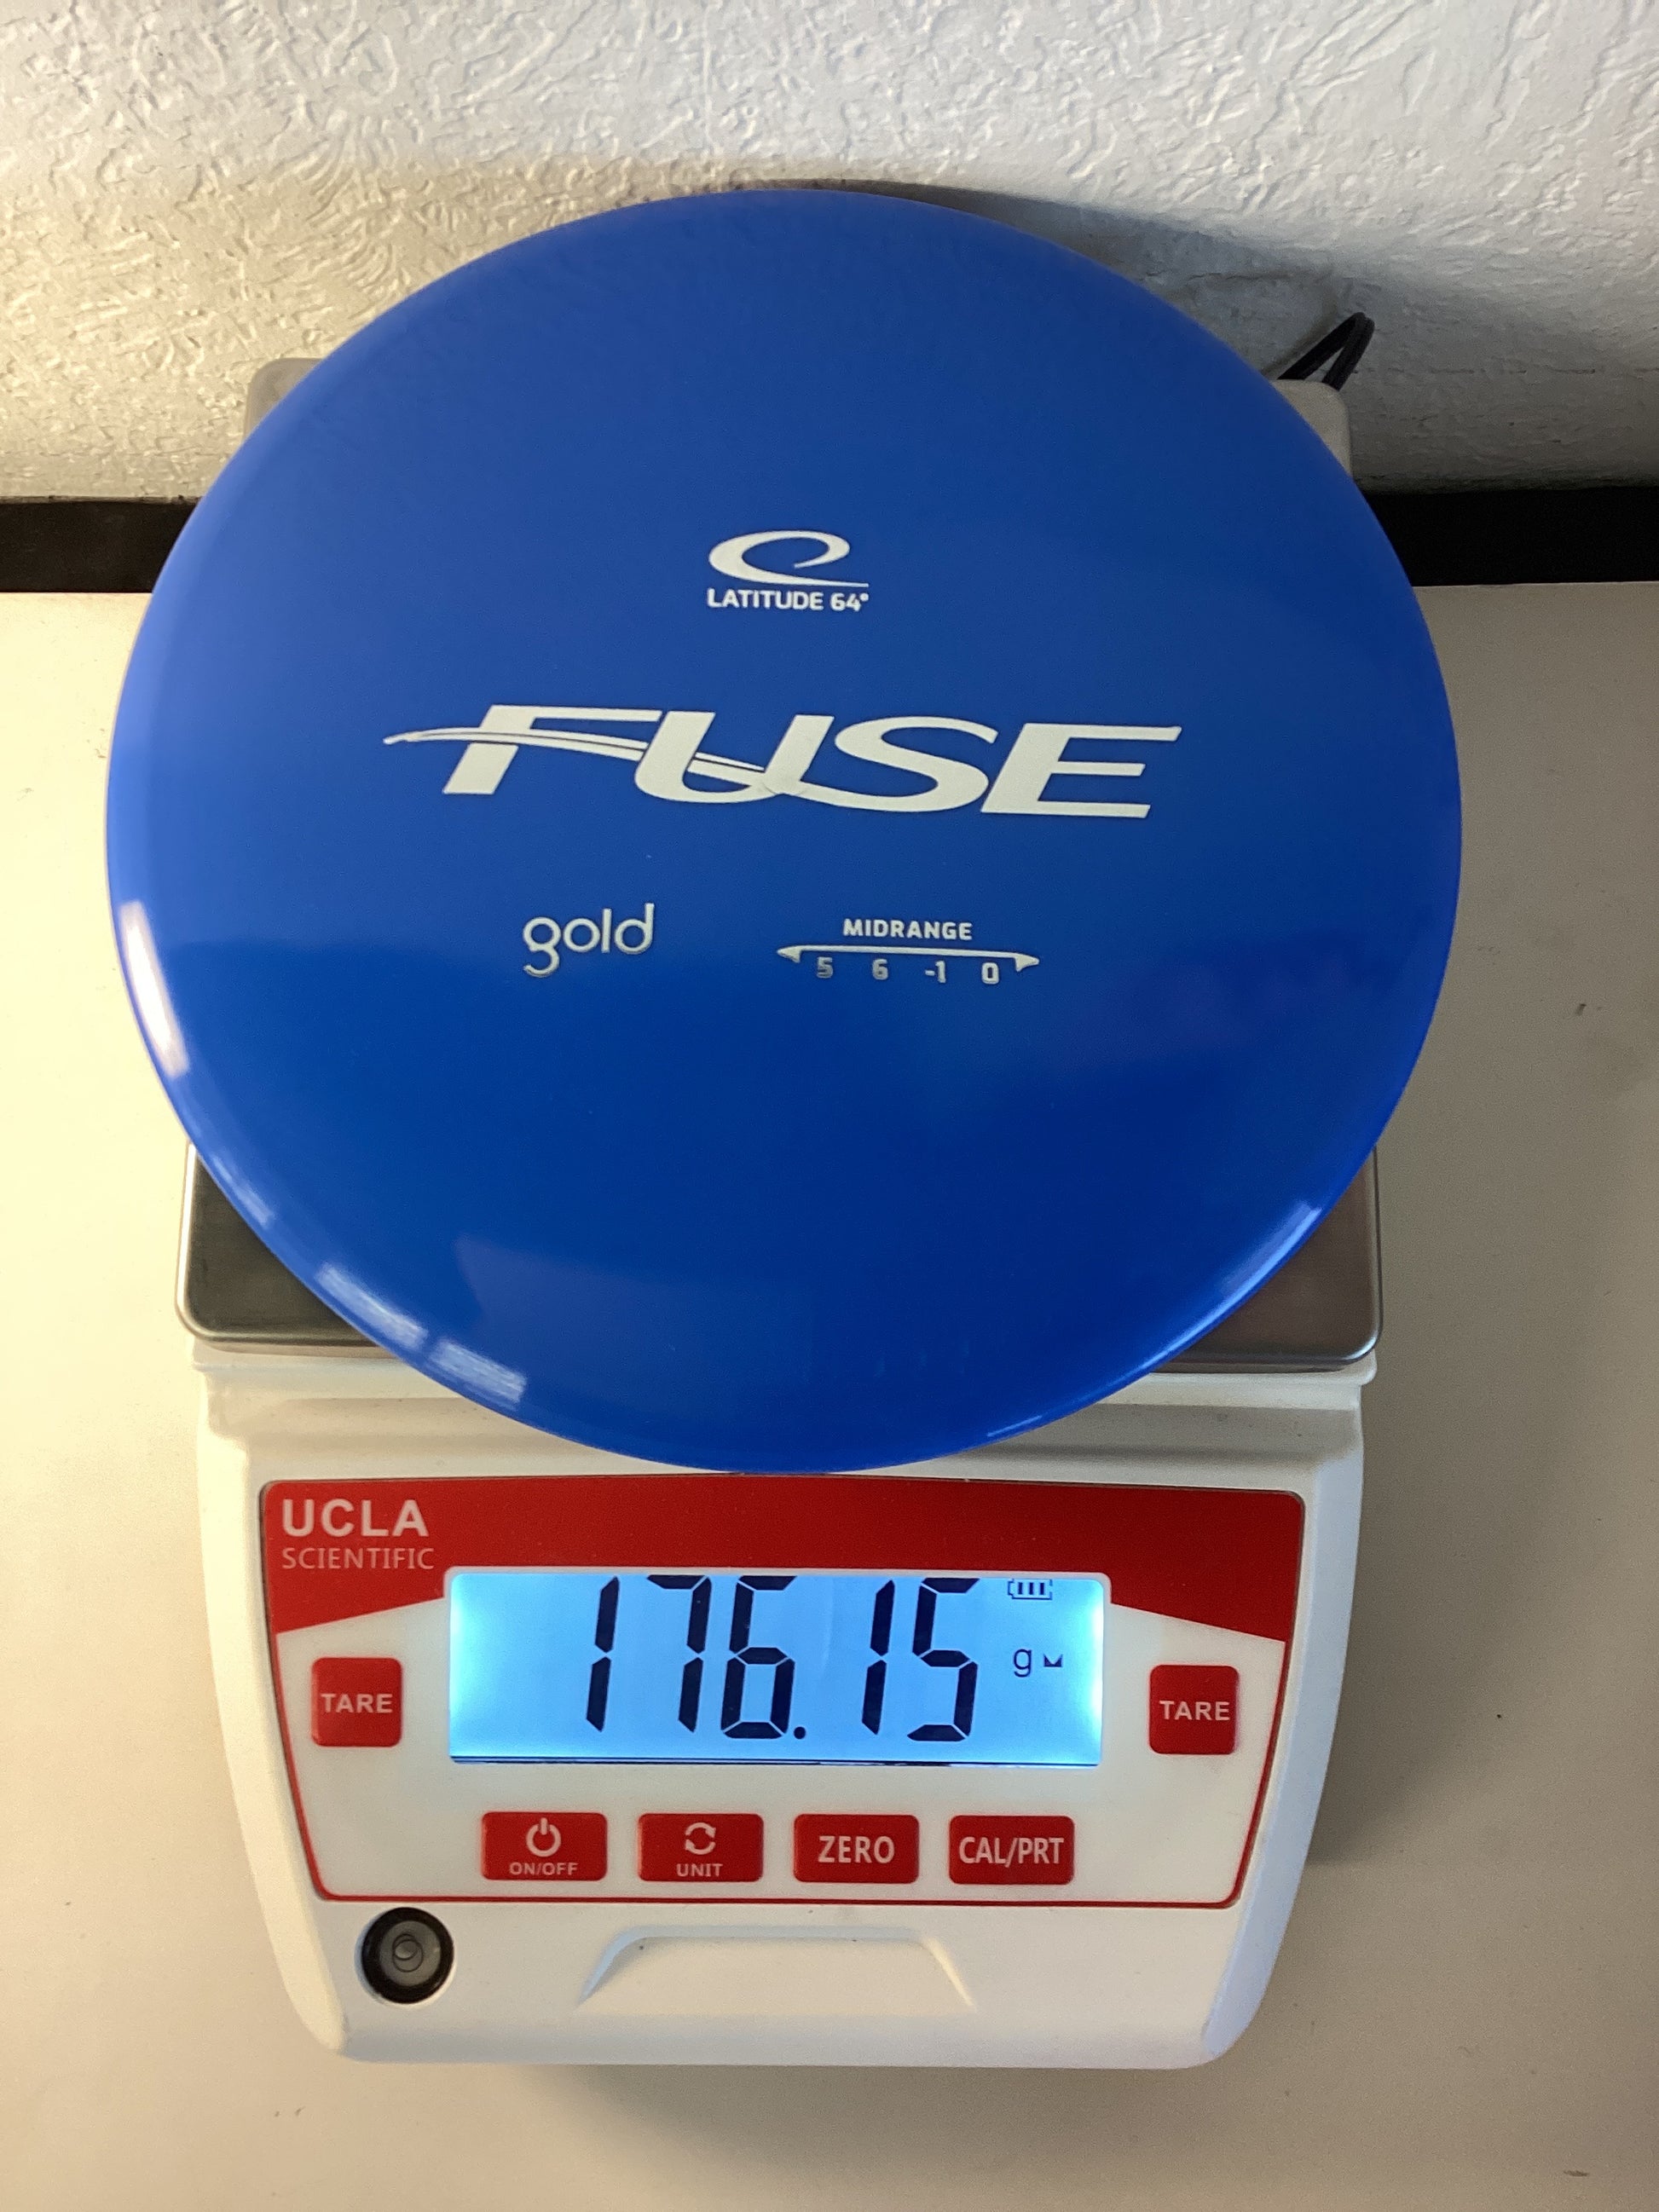 LATITUDE 64°
FUSE
gold
MIDRANGE
5 6 -1 0
UCLA
SCIENTIFIC
176.15 g
TARE
TARE
ON/OFF
UNIT
ZERO
CAL/PRT